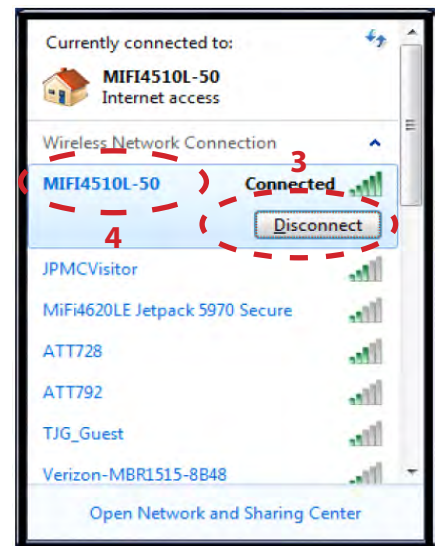 Currently connected to:
MIFI4510L-50
Internet access
Wireless Network Connection
3
MIFI4510L-50 Connected
Disconnect
4
JPMCVisitor
MiFi4620LE Jetpack 5970 Secure
ATT728
ATT792
TJG_Guest
Verizon-MBR1515-8B48
Open Network and Sharing Center